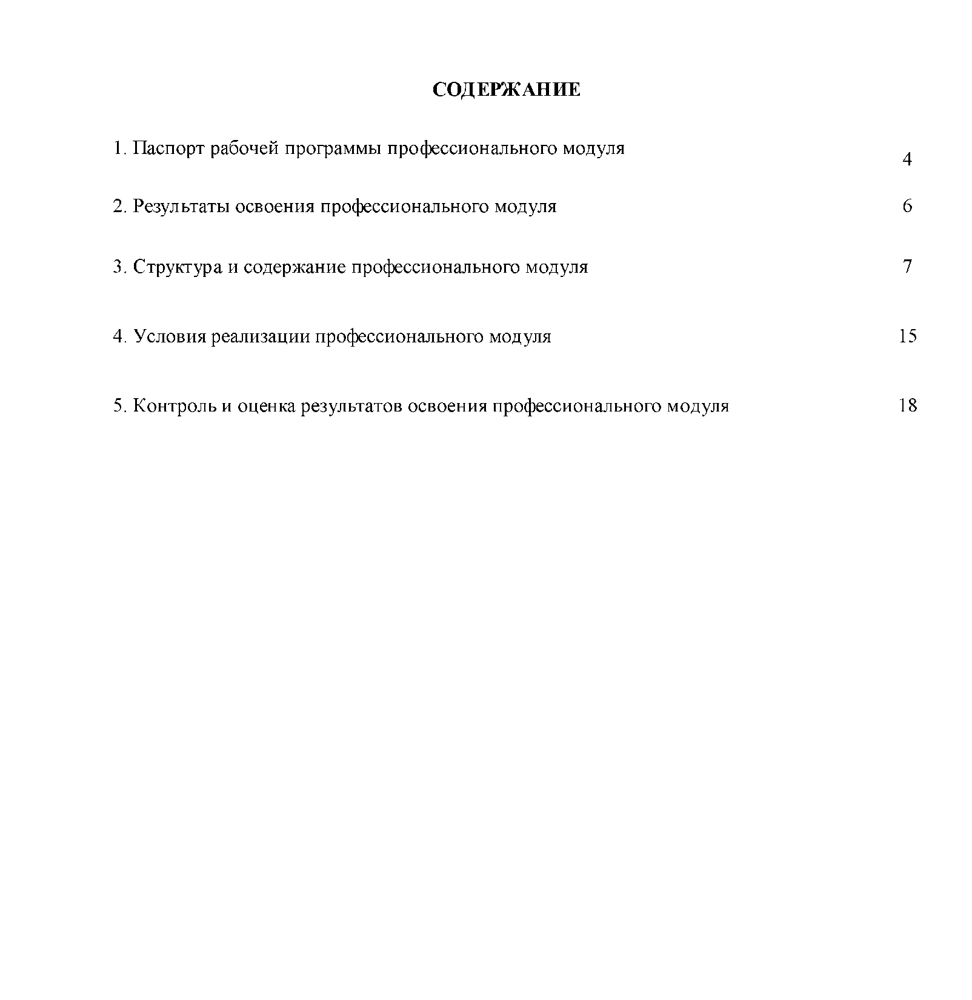 СОДЕРЖАНИЕ
1. Паспорт рабочей программы профессионального модуля 4
2. Результаты освоения профессионального модуля 6
3. Структура и содержание профессионального модуля 7
4. Условия реализации профессионального модуля 15
5. Контроль и оценка результатов освоения профессионального модуля 18